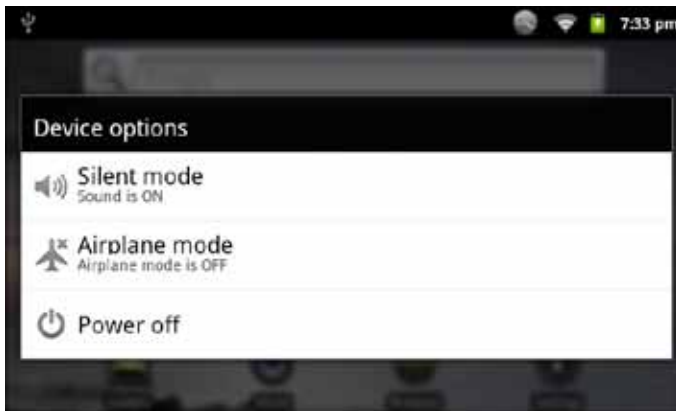 7:33 pm
Device options
Silent mode
Sound is ON
Airplane mode
Airplane mode is OFF
Power off